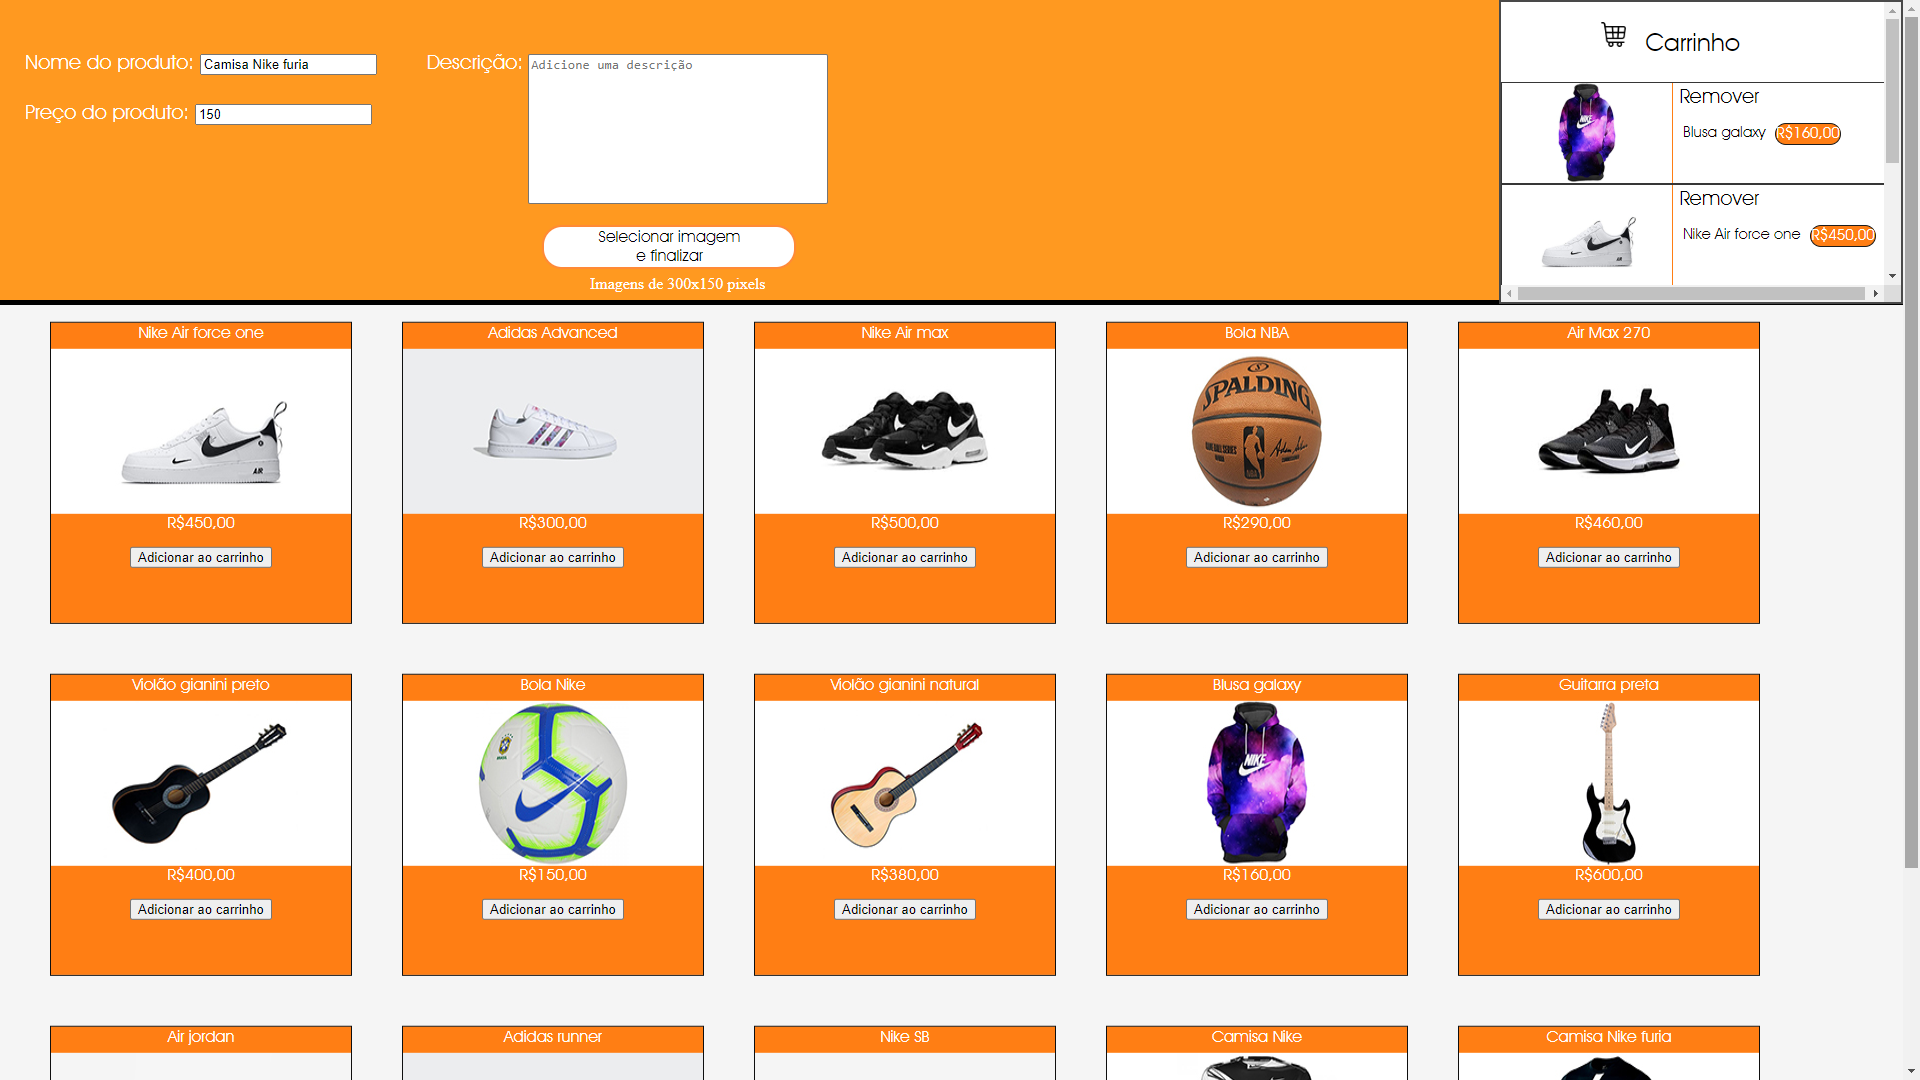 Nome do produto: Camisa Nike furia
Preço do produto: 150
Descrição: Adicione uma descrição
Selecionar imagem
e finalizar
Imagens de 300x150 pixels
Carrinho
Remover
Blusa galaxy R$160,00
NIKE
Remover
Nike Air force one R$450,00
AIR
Nike Air force one
AIR
R$450,00
Adicionar ao carrinho
Adidas Advanced
R$300,00
Adicionar ao carrinho
Nike Air max
R$500,00
Adicionar ao carrinho
Bola NBA
SPALDING
R$290,00
Adicionar ao carrinho
Air Max 270
R$460,00
Adicionar ao carrinho
Violão gianini preto
R$400,00
Adicionar ao carrinho
Bola Nike
BRASIL
R$150,00
Adicionar ao carrinho
Violão gianini natural
R$380,00
Adicionar ao carrinho
Blusa galaxy
NIKE
R$160,00
Adicionar ao carrinho
Guitarra preta
R$600,00
Adicionar ao carrinho
Air jordan
Adidas runner
Nike SB
Camisa Nike
Camisa Nike furia